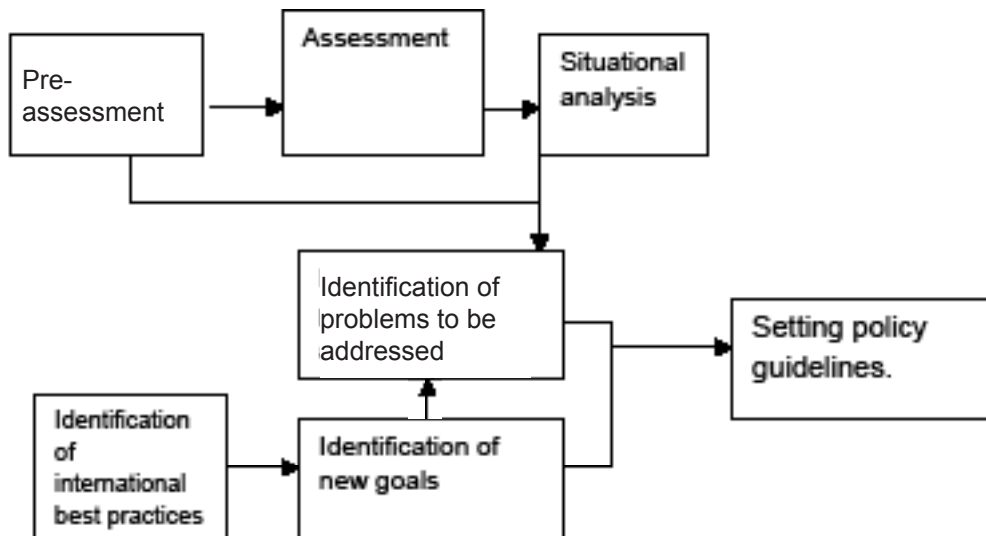 Pre-
assessment
Assessment
Situational
analysis
Identification of
problems to be
addressed
Setting policy
guidelines.
Identification
of
international
best practices
Identification of
new goals